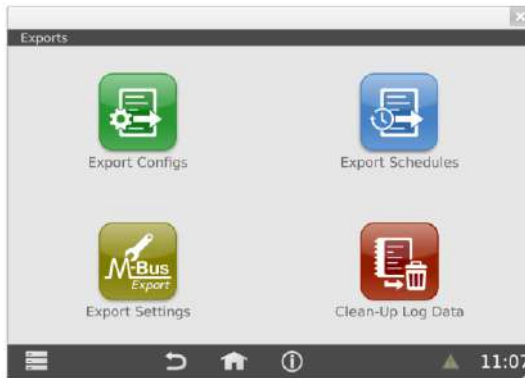 Exports
Export Configs
Export Schedules
M-Bus
Export
Export Settings
Clean-Up Log Data
11:07